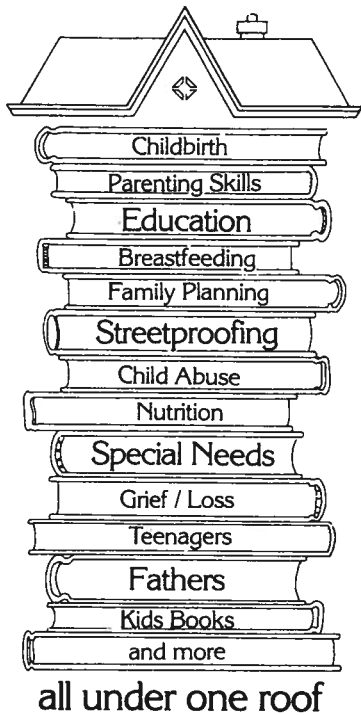 Childbirth
Parenting Skills
Education
Breastfeeding
Family Planning
Streetproofing
Child Abuse
Nutrition
Special Needs
Grief / Loss
Teenagers
Fathers
Kids Books
and more
all under one roof